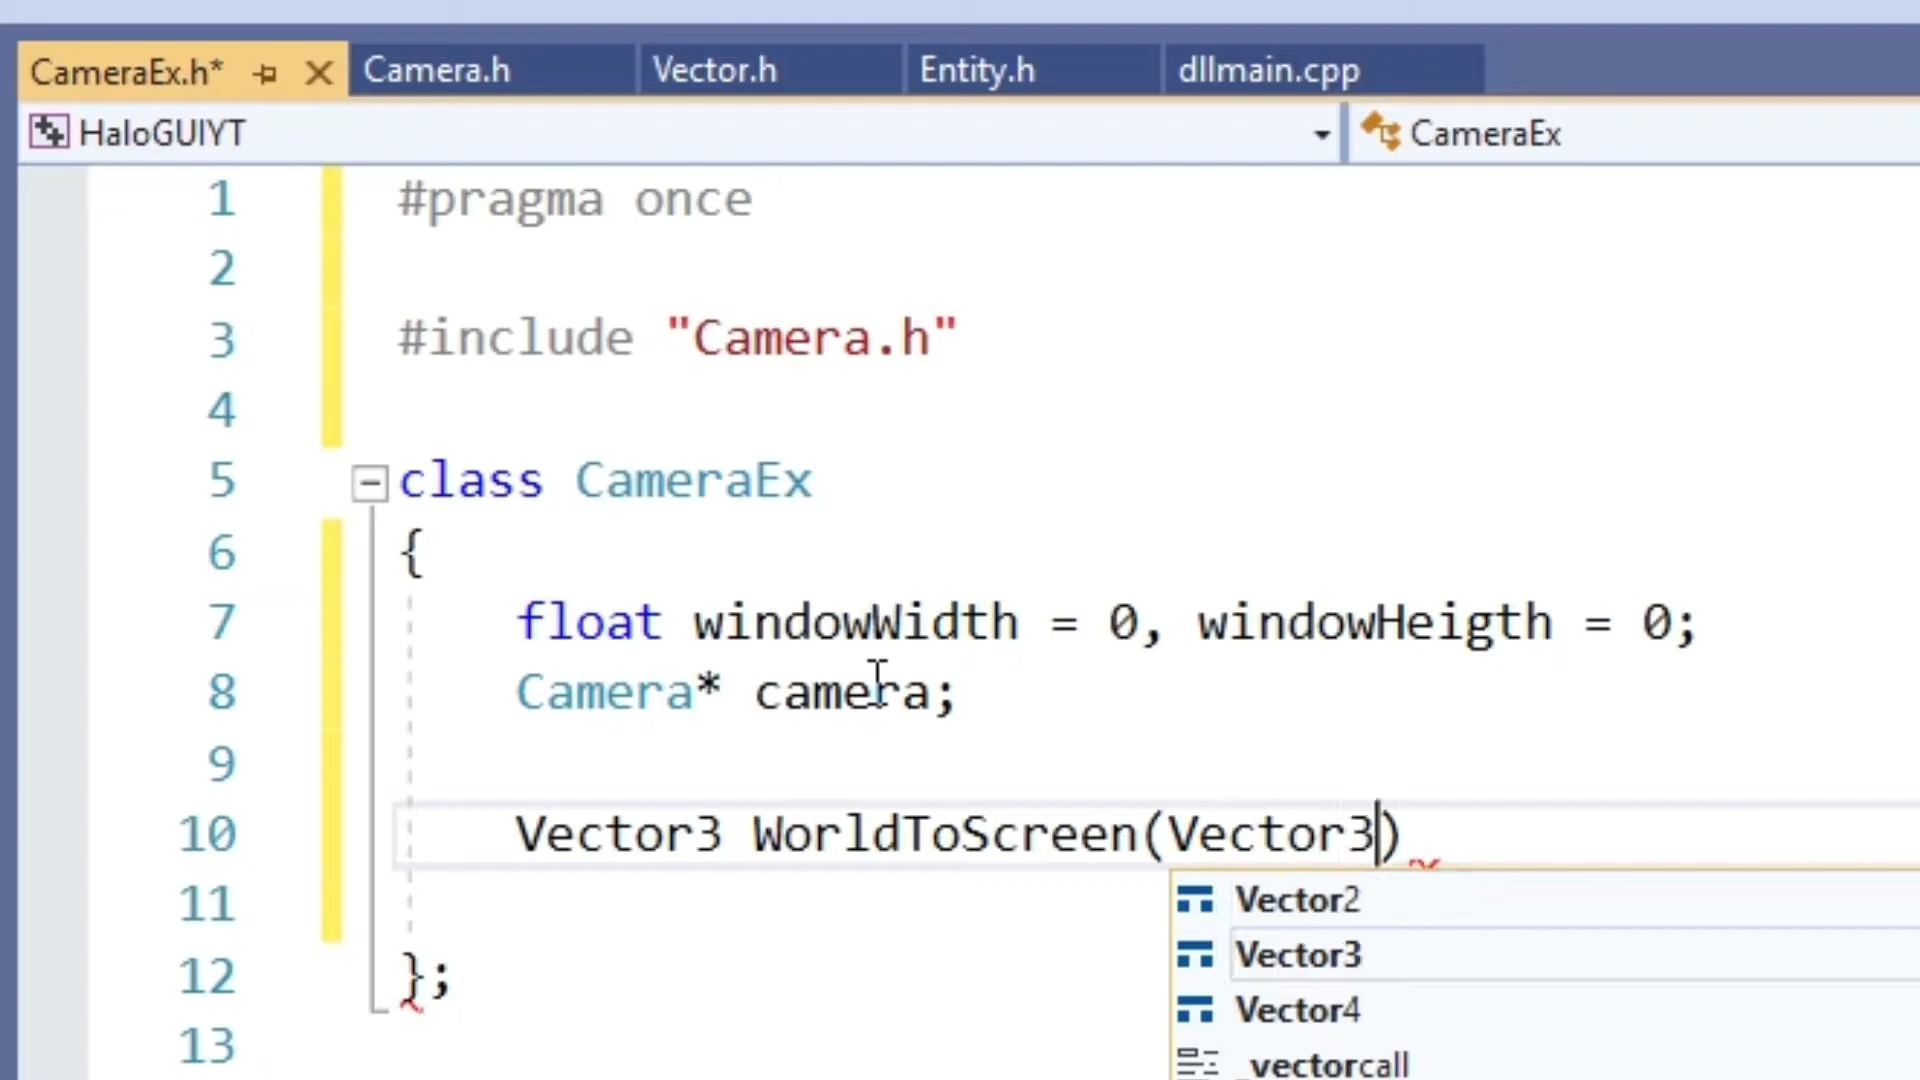 CameraEx.h*
Camera.h
Vector.h
Entity.h
dllmain.cpp
HaloGUIYT
CameraEx
1 #pragma once
2
3 #include "Camera.h"
4
5 class CameraEx
6 {
7 float windowWidth = 0, windowHeigth = 0;
8 Camera* camera;
9
10 Vector3 WorldToScreen(Vector3)
11
Vector2
Vector3
12 };
Vector4
13
_vectorcall